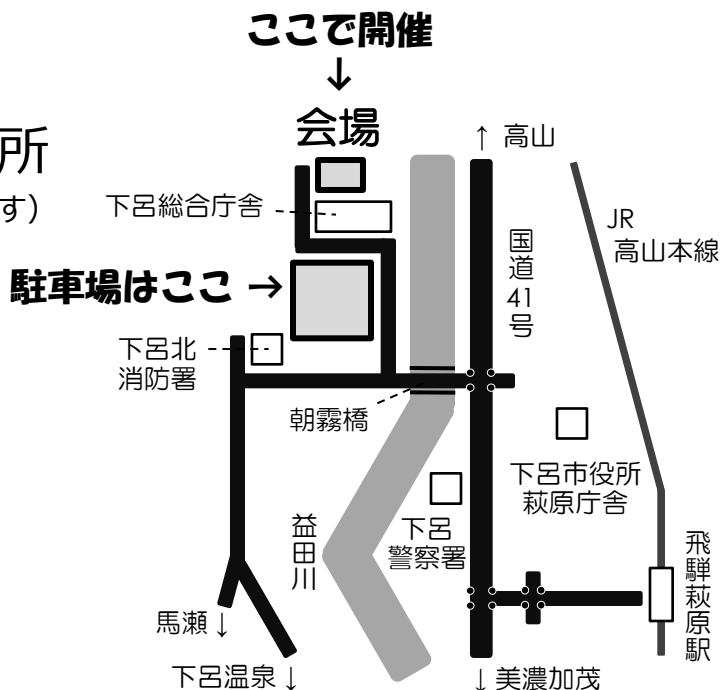 ここで開催
↓
会場
所
す)
↑ 高山
下呂総合庁舎
JR
高山本線
国道41号
駐車場はここ →
下呂北
消防署
朝霧橋
下呂市役所
萩原庁舎
下呂
警察署
益田川
飛騨萩原駅
馬瀬 ↓
下呂温泉 ↓
↓ 美濃加茂